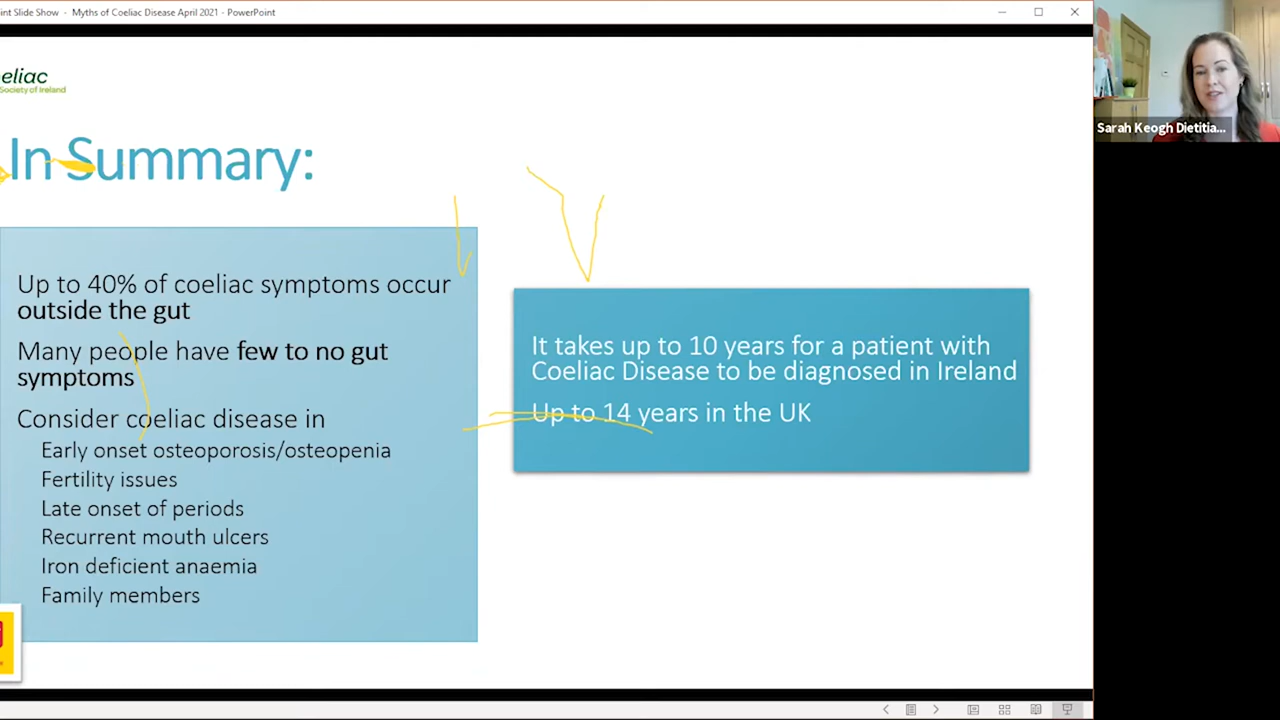 int Slide Show - Myths of Coeliac Disease April 2021 - PowerPoint
eliac
Society of Ireland
In Summary:
Up to 40% of coeliac symptoms occur
outside the gut
Many people have few to no gut
symptoms
Consider coeliac disease in
Early onset osteoporosis/osteopenia
Fertility issues
Late onset of periods
Recurrent mouth ulcers
Iron deficient anaemia
Family members
It takes up to 10 years for a patient with
Coeliac Disease to be diagnosed in Ireland
Up to 14 years in the UK
Sarah Keogh Dietitia...